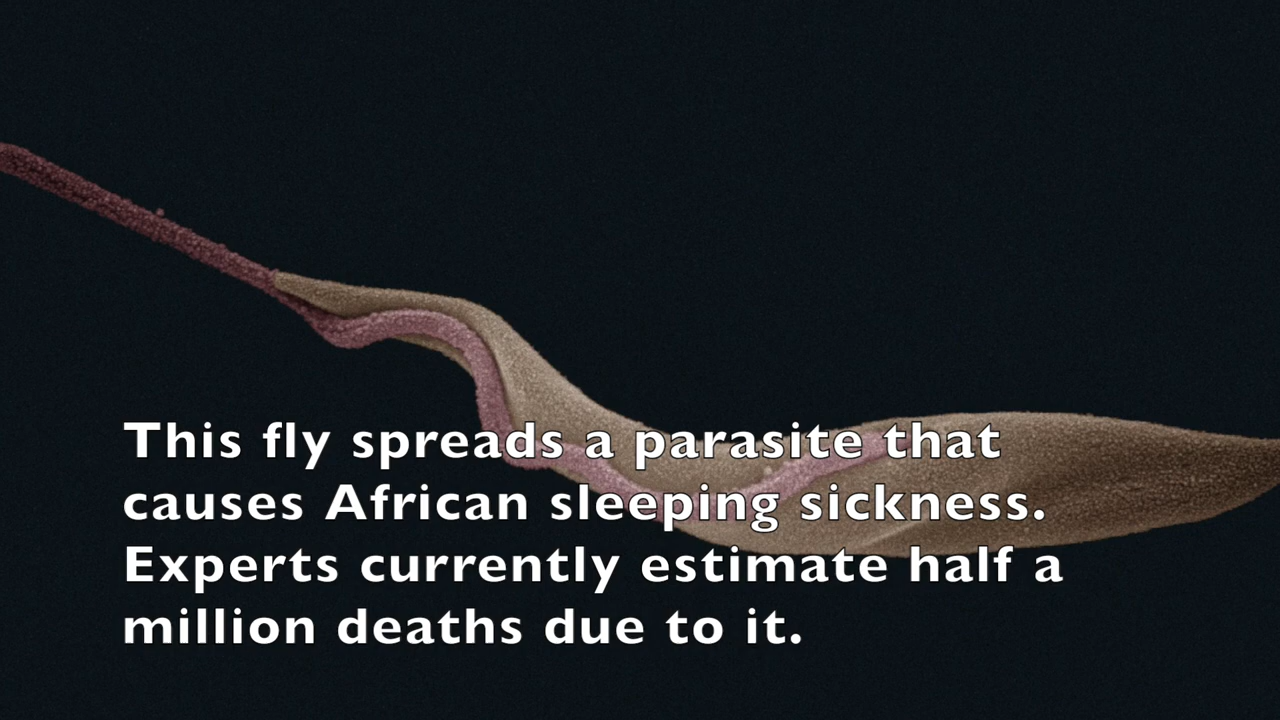 This fly spreads a parasite that
causes African sleeping sickness.
Experts currently estimate half a
million deaths due to it.